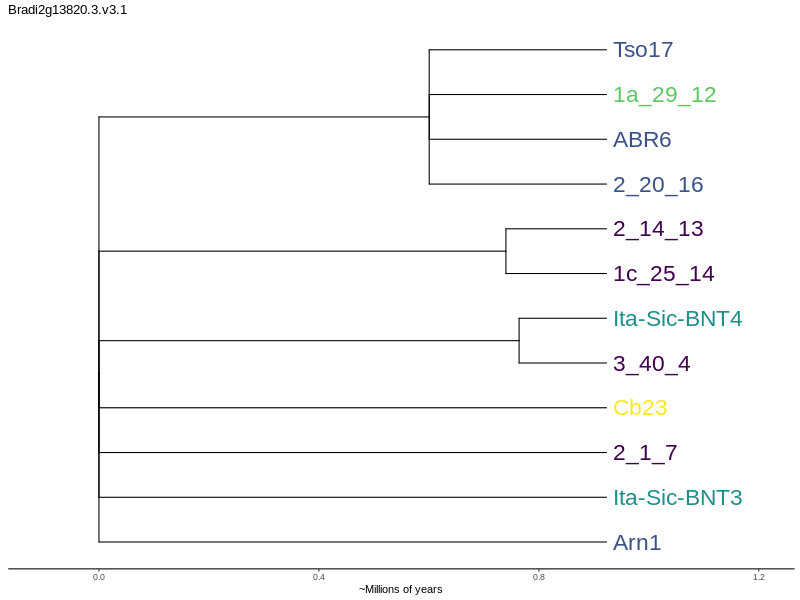 Bradi2g13820.3.v3.1
Tso17
1a_29_12
ABR6
2_20_16
2_14_13
1c_25_14
Ita-Sic-BNT4
3_40_4
Cb23
2_1_7
Ita-Sic-BNT3
Arn1
0.0 0.4 0.8 1.2
~Millions of years